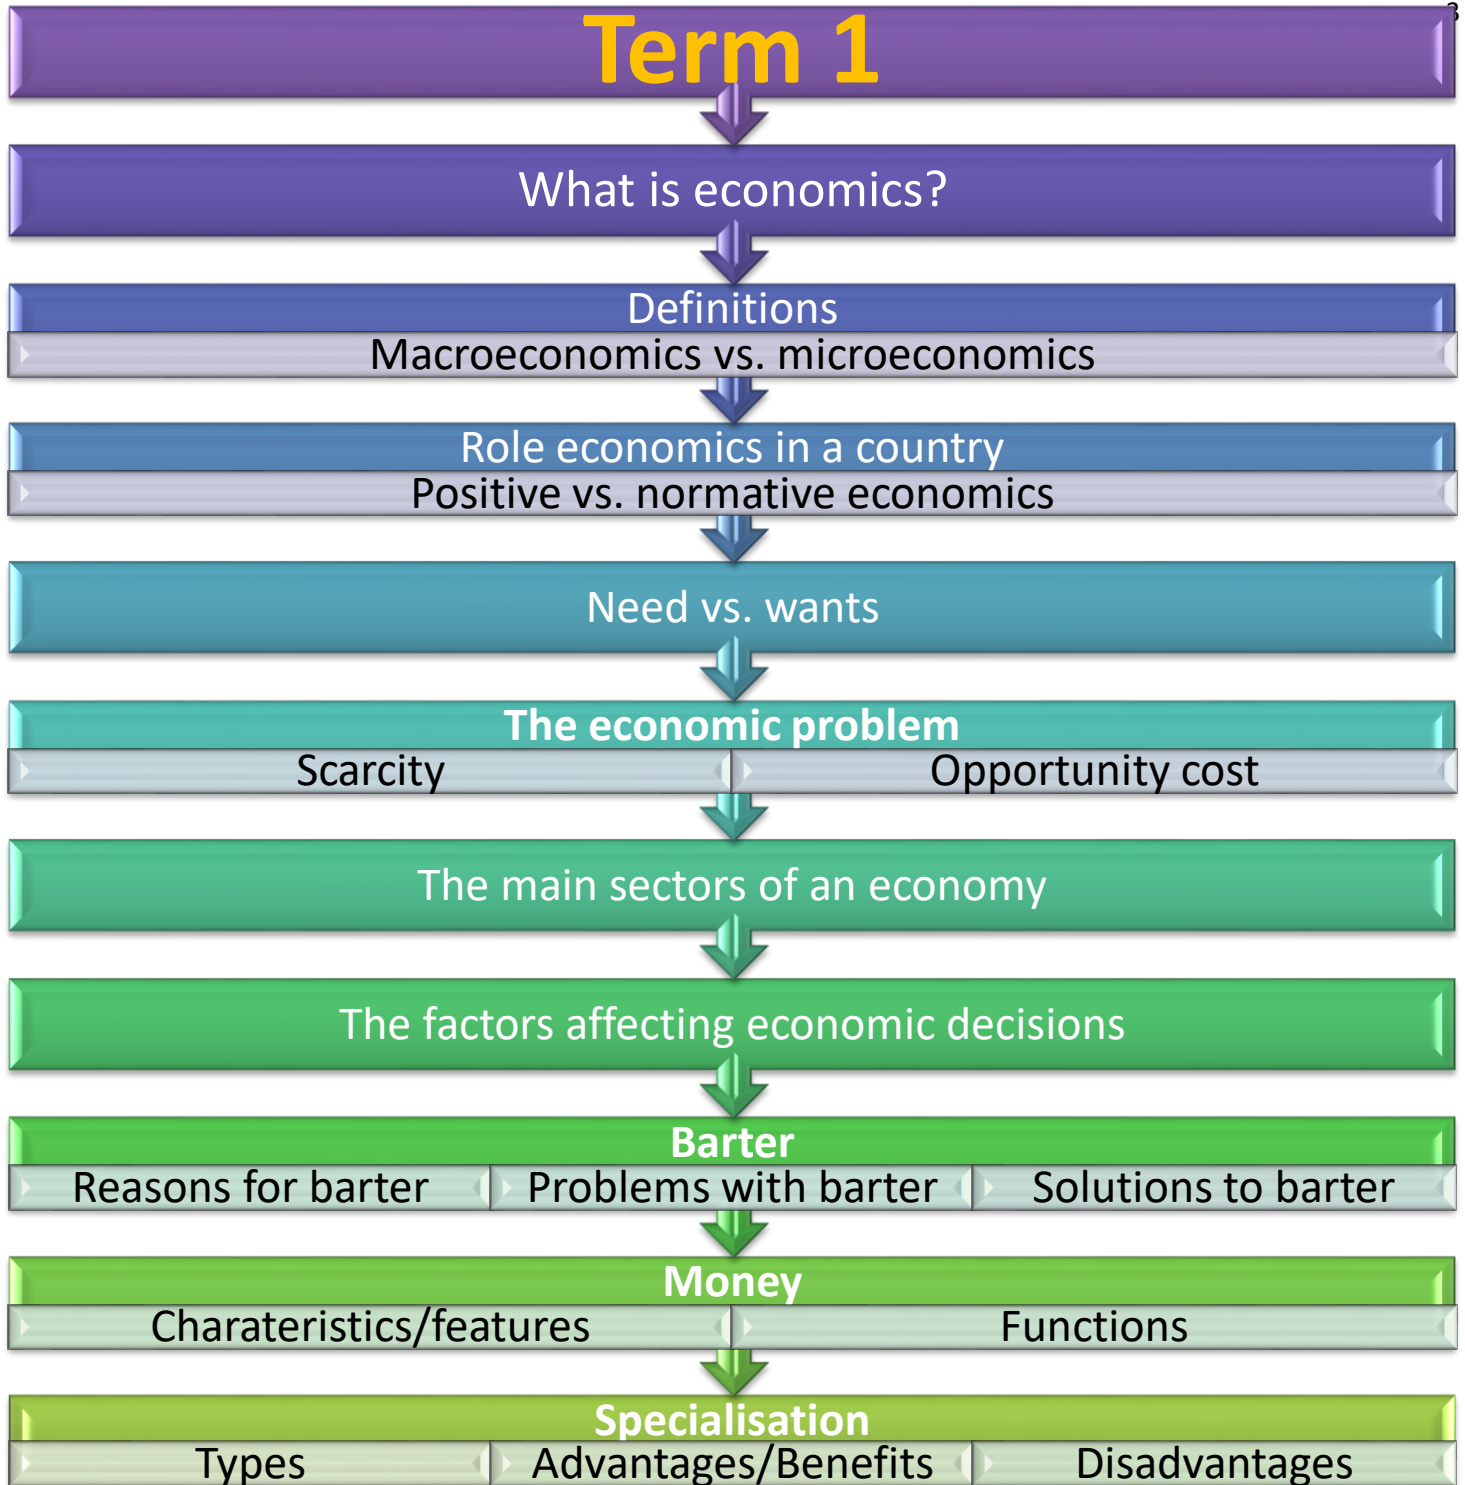 3
Term 1
What is economics?
Definitions
Macroeconomics vs. microeconomics
Role economics in a country
Positive vs. normative economics
Need vs. wants
The economic problem
Scarcity Opportunity cost
The main sectors of an economy
The factors affecting economic decisions
Barter
Reasons for barter Problems with barter Solutions to barter
Money
Charateristics/features Functions
Specialisation
Types Advantages/Benefits Disadvantages